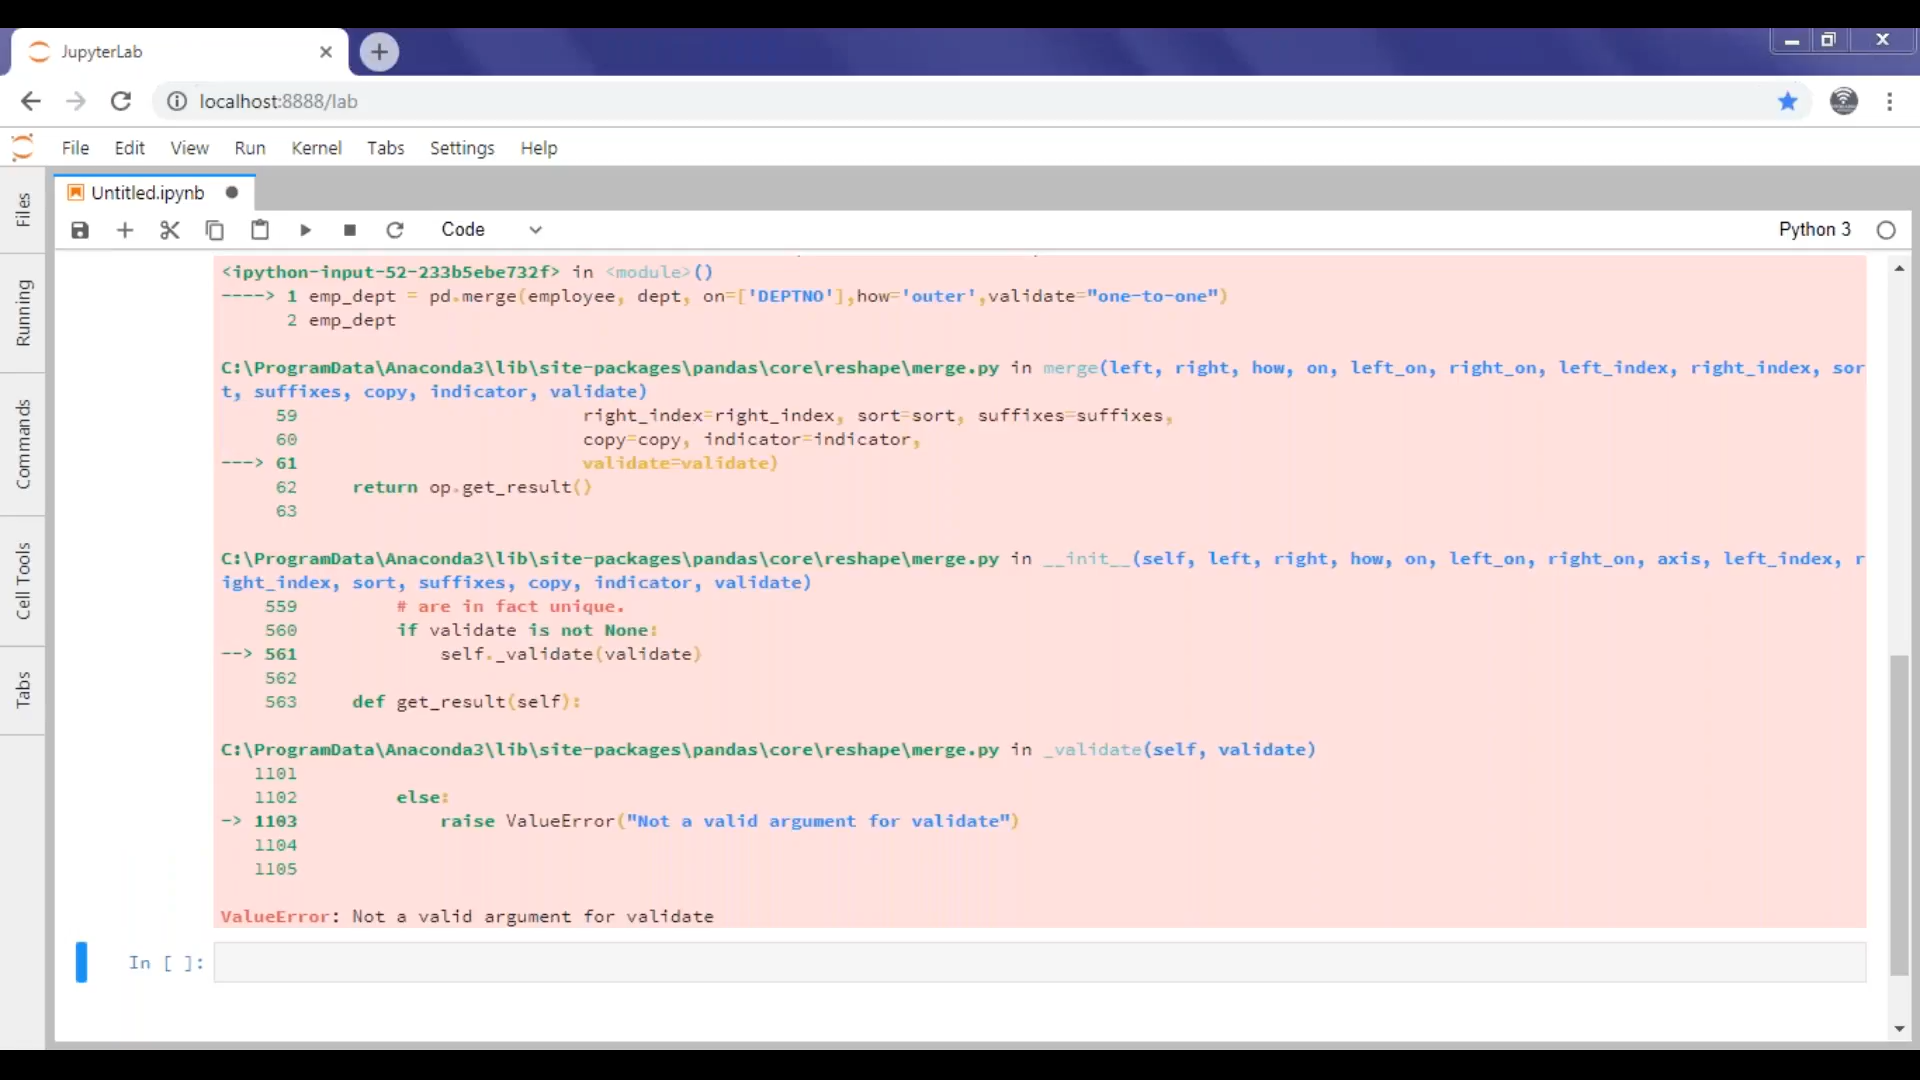 JupyterLab
localhost:8888/lab
File Edit View Run Kernel Tabs Settings Help
Untitled.ipynb
Code
Python 3
Files
Running
Commands
Cell Tools
Tabs
<ipython-input-52-233b5ebe732f> in <module>()
----> 1 emp_dept = pd.merge(employee, dept, on=['DEPTNO'],how='outer',validate="one-to-one")
2 emp_dept
C:\ProgramData\Anaconda3\lib\site-packages\pandas\core\reshape\merge.py in merge(left, right, how, on, left_on, right_on, left_index, right_index, sor
t, suffixes, copy, indicator, validate)
59 right_index=right_index, sort=sort, suffixes=suffixes,
60 copy=copy, indicator=indicator,
---> 61 validate=validate)
62 return op.get_result()
63
C:\ProgramData\Anaconda3\lib\site-packages\pandas\core\reshape\merge.py in __init__(self, left, right, how, on, left_on, right_on, axis, left_index, r
ight_index, sort, suffixes, copy, indicator, validate)
559 # are in fact unique.
560 if validate is not None:
--> 561 self._validate(validate)
562
563 def get_result(self):
C:\ProgramData\Anaconda3\lib\site-packages\pandas\core\reshape\merge.py in _validate(self, validate)
1101
1102 else:
-> 1103 raise ValueError("Not a valid argument for validate")
1104
1105
ValueError: Not a valid argument for validate
In [ ]: